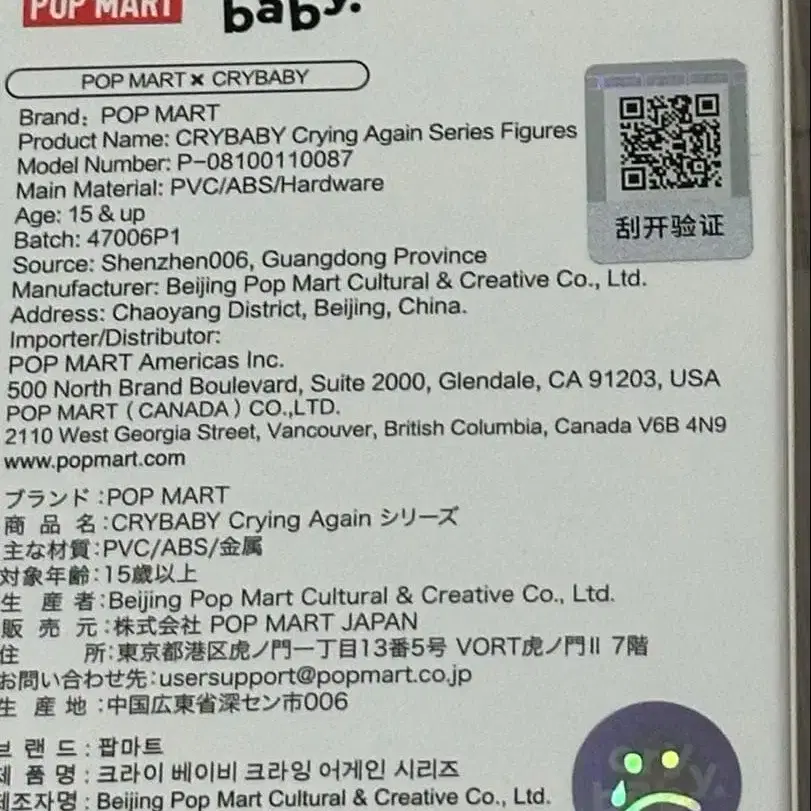 POP MART
baby.
POP MART × CRYBABY
Brand: POP MART
Product Name: CRYBABY Crying Again Series Figures
Model Number: P-08100110087
Main Material: PVC/ABS/Hardware
Age: 15 & up
Batch: 47006P1
Source: Shenzhen006, Guangdong Province
Manufacturer: Beijing Pop Mart Cultural & Creative Co., Ltd.
Address: Chaoyang District, Beijing, China.
Importer/Distributor:
POP MART Americas Inc.
500 North Brand Boulevard, Suite 2000, Glendale, CA 91203, USA
POP MART (CANADA) CO.,LTD.
2110 West Georgia Street, Vancouver, British Columbia, Canada V6B 4N9
www.popmart.com
刮开验证
ブランド:POP MART
商品名:CRYBABY Crying Again シリーズ
主な材質:PVC/ABS/金属
対象年齢:15歳以上
生産者:Beijing Pop Mart Cultural & Creative Co., Ltd.
販売元:株式会社 POP MART JAPAN
住所:東京都港区虎ノ門一丁目13番5号 VORT虎ノ門II 7階
お問い合わせ先:usersupport@popmart.co.jp
生産地:中国広東省深セン市006
브랜드: 팝마트
제품명: 크라이 베이비 크라잉 어게인 시리즈
제조자명: Beijing Pop Mart Cultural & Creative Co., Ltd.